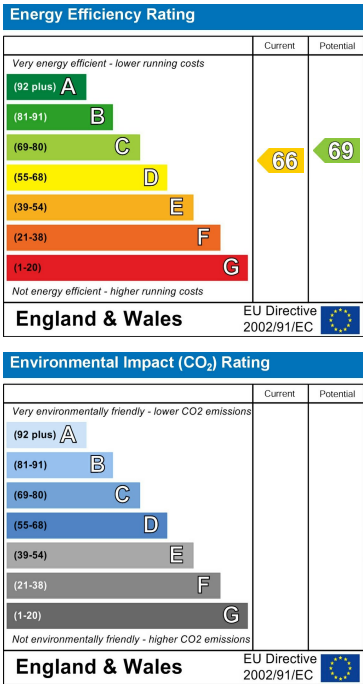 Energy Efficiency Rating
Current Potential
Very energy efficient - lower running costs
(92 plus) A
(81-91) B
(69-80) C
(55-68) D
(39-54) E
(21-38) F
(1-20) G
66 69
Not energy efficient - higher running costs
England & Wales
EU Directive
2002/91/EC
Environmental Impact (CO₂) Rating
Current Potential
Very environmentally friendly - lower CO2 emissions
(92 plus) A
(81-91) B
(69-80) C
(55-68) D
(39-54) E
(21-38) F
(1-20) G
Not environmentally friendly - higher CO2 emissions
England & Wales
EU Directive
2002/91/EC